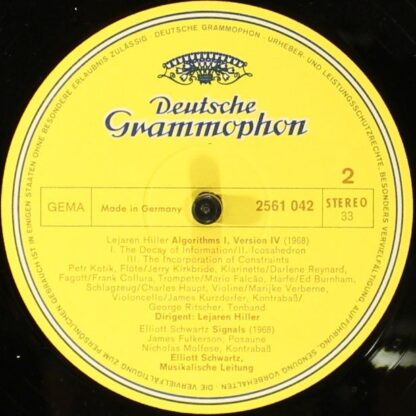 DEUTSCHE GRAMMOPHON · URHEBER- UND LEISTUNGSSCHUTZRECHTE, BESONDERS VERVIELFÄLTIGUNG, AUFFÜHRUNG, SENDUNG VORBEHALTEN · DIE VERVIELFÄLTIGUNG ZUM PERSÖNLICHEN GEBRAUCH IST IN EINIGEN STAATEN OHNE BESONDERE ERLAUBNIS ZULÄSSIG ·
Deutsche
Grammophon
2
GEMA
Made in Germany
2561 042
STEREO
33
Lejaren Hiller Algorithms I, Version IV (1968)
I. The Decay of Information/II. Icosahedron
III. The Incorporation of Constraints
Petr Kotik, Flöte/Jerry Kirkbride, Klarinette/Darlene Reynard,
Fagott/Frank Collura, Trompete/Mario Falcão, Harfe/Ed Burnham,
Schlagzeug/Charles Haupt, Violine/Marijke Verberne,
Violoncello/James Kurzdorfer, Kontrabaß/
George Ritscher, Tonband
Dirigent: Lejaren Hiller
Elliott Schwartz Signals (1968)
James Fulkerson, Posaune
Nicholas Molfese, Kontrabaß
Elliott Schwartz,
Musikalische Leitung